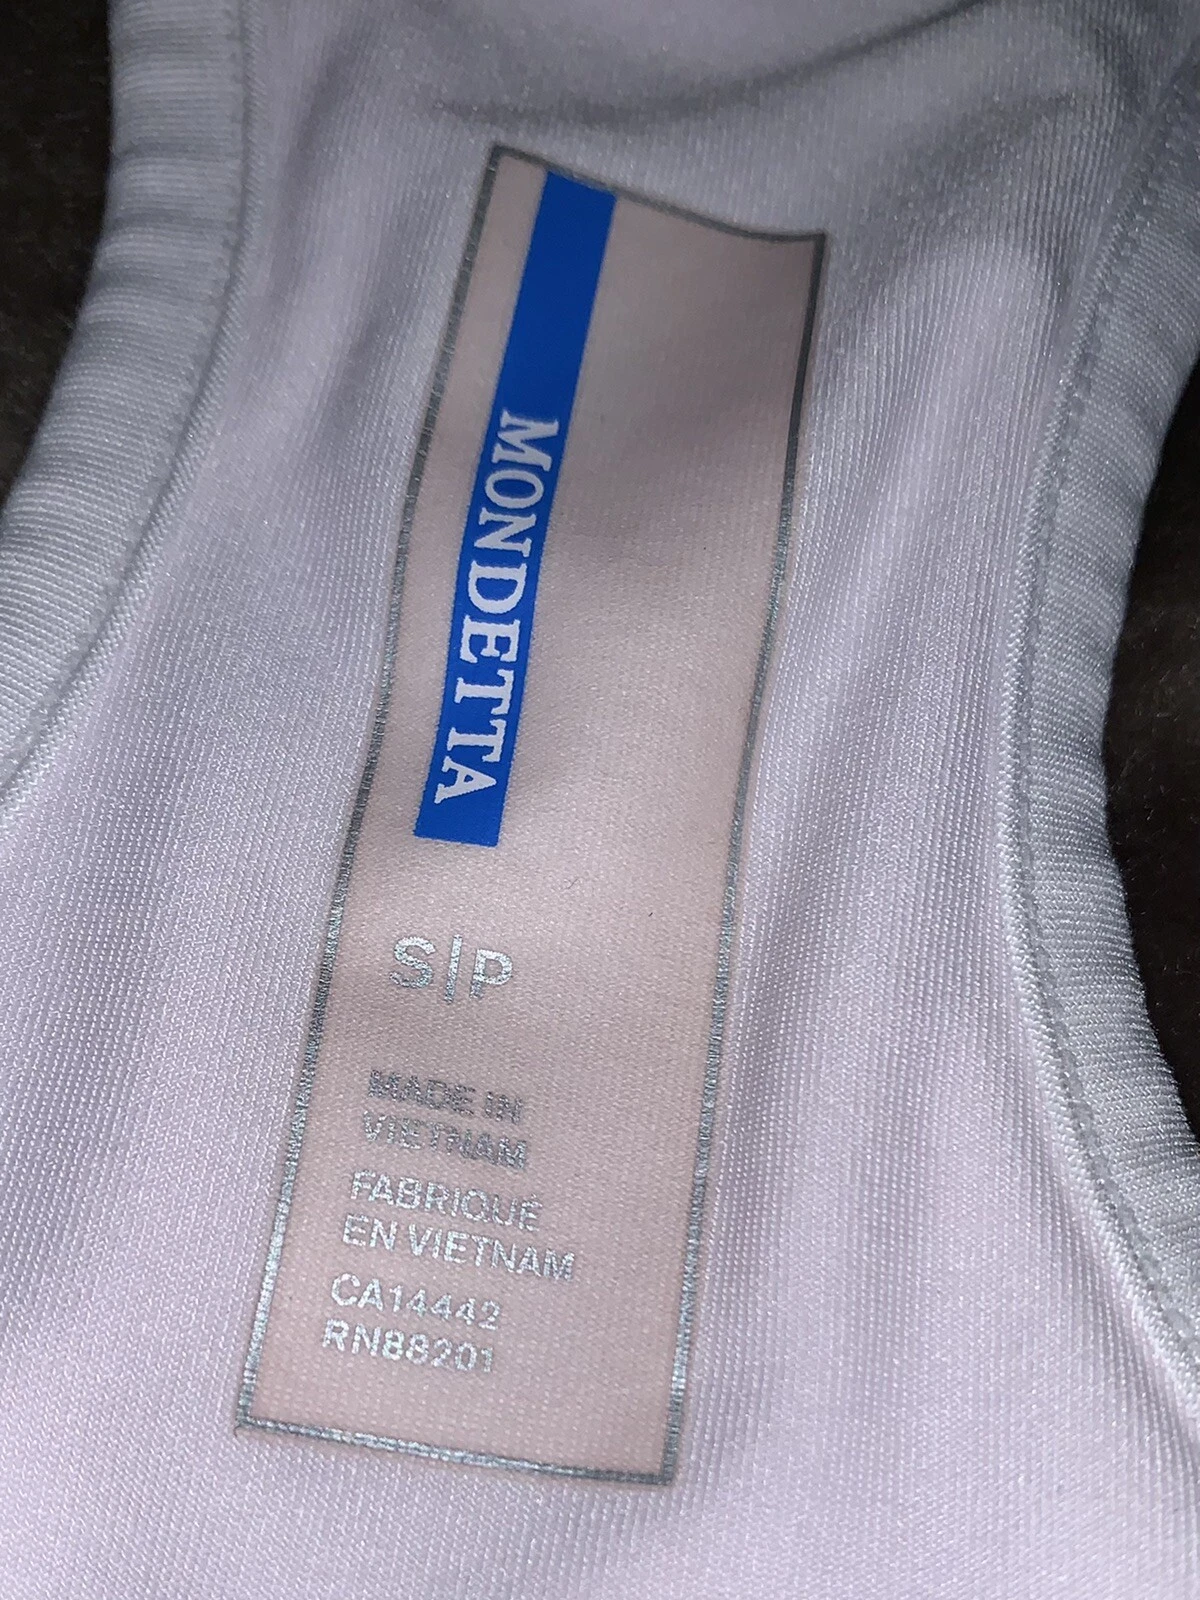 MONDETTA
S|P
MADE IN
VIETNAM
FABRIQUÉ
EN VIETNAM
CA14442
RN88201